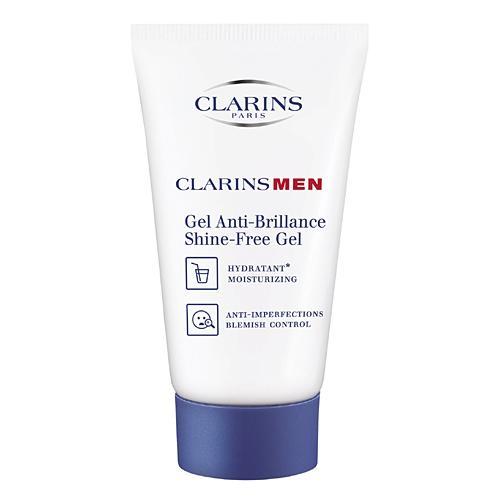 CLARINS
PARIS
CLARINSMEN
Gel Anti-Brillance
Shine-Free Gel
HYDRATANT*
MOISTURIZING
ANTI-IMPERFECTIONS
BLEMISH CONTROL